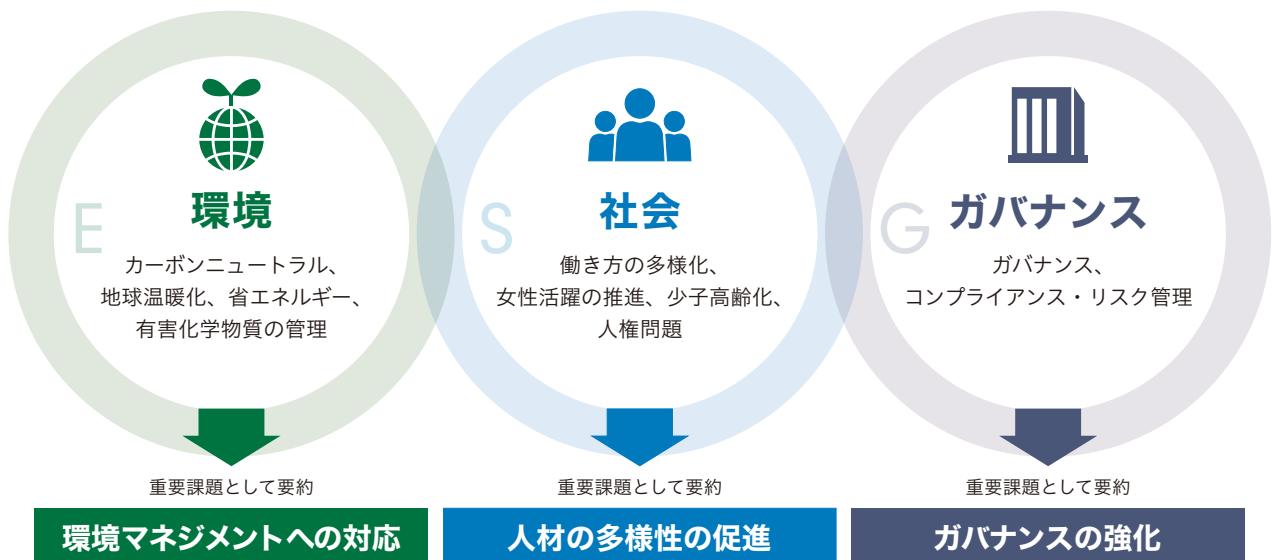 E
環境
カーボンニュートラル、
地球温暖化、省エネルギー、
有害化学物質の管理
重要課題として要約
環境マネジメントへの対応
S
社会
働き方の多様化、
女性活躍の推進、少子高齢化、
人権問題
重要課題として要約
人材の多様性の促進
G
ガバナンス
ガバナンス、
コンプライアンス・リスク管理
重要課題として要約
ガバナンスの強化